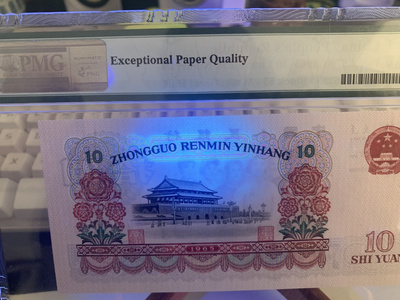 PMG
Exceptional Paper Quality
10 ZHONGGUO RENMIN YINHANG 10
1965
10
SHI YUAN